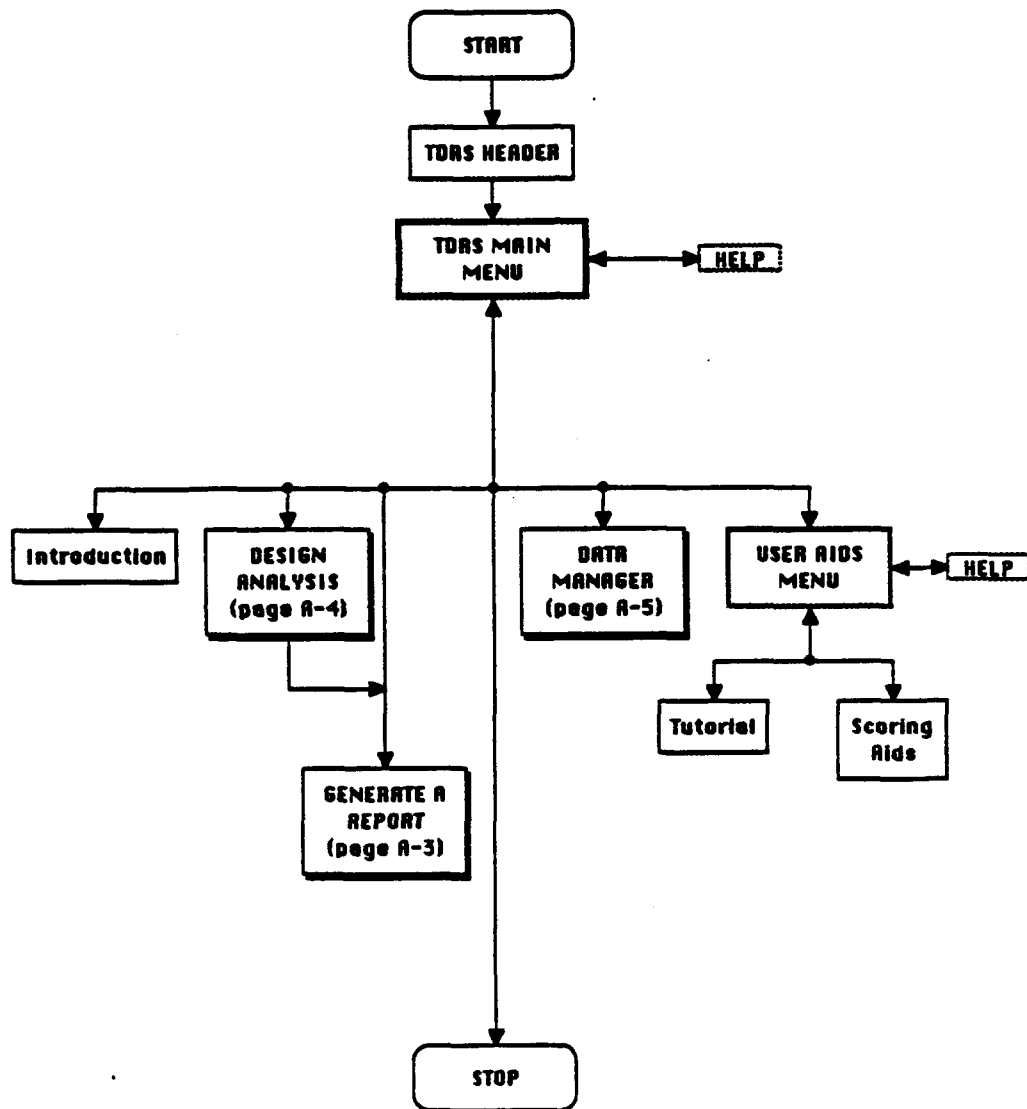 START
TDRS HEADER
TDRS MAIN
MENU
HELP
Introduction
DESIGN
ANALYSIS
(page A-4)
DATA
MANAGER
(page A-5)
USER AIDS
MENU
HELP
Tutorial
Scoring
Aids
GENERATE A
REPORT
(page A-3)
STOP